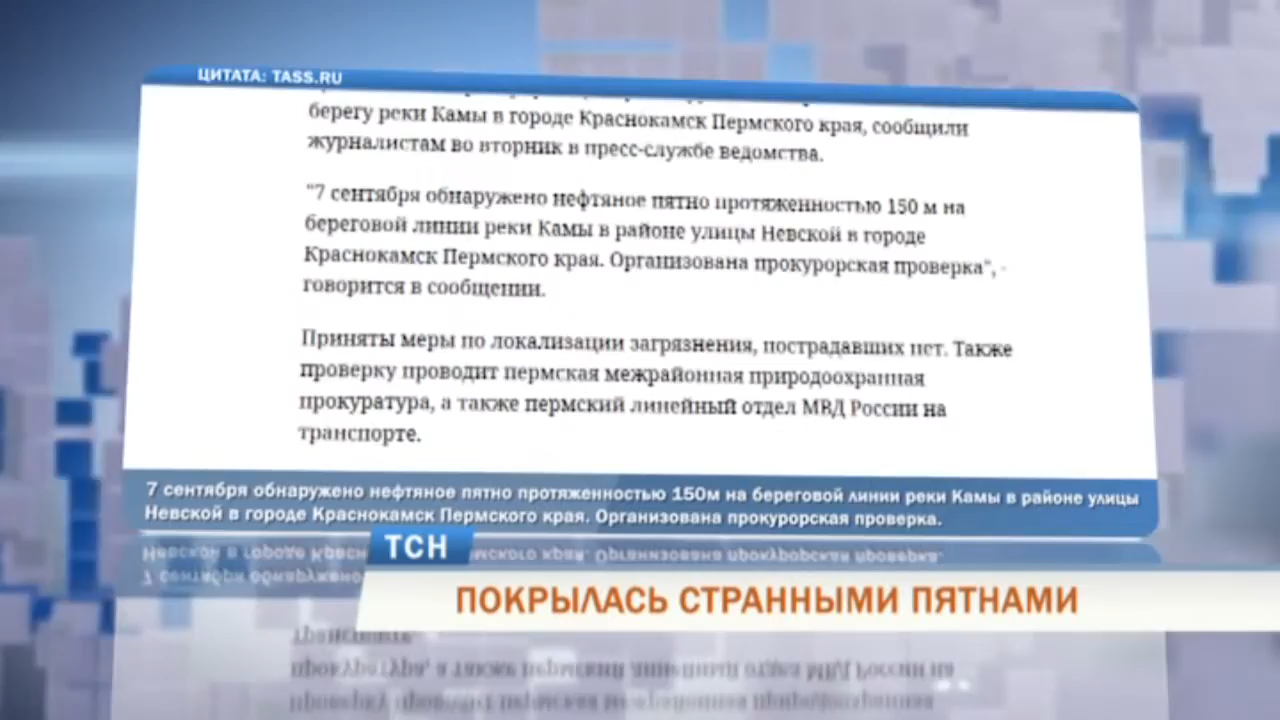 ЦИТАТА: TASS.RU
берегу реки Камы в городе Краснокамск Пермского края, сообщили
журналистам во вторник в пресс-службе ведомства.
"7 сентября обнаружено нефтяное пятно протяженностью 150 м на
береговой линии реки Камы в районе улицы Невской в городе
Краснокамск Пермского края. Организована прокурорская проверка", -
говорится в сообщении.
Приняты меры по локализации загрязнения, пострадавших нет. Также
проверку проводит пермская межрайонная природоохранная
прокуратура, а также пермский линейный отдел МВД России на
транспорте.
7 сентября обнаружено нефтяное пятно протяженностью 150м на береговой линии реки Камы в районе улицы
Невской в городе Краснокамск Пермского края. Организована прокурорская проверка.
ТСН
ПОКРЫЛАСЬ СТРАННЫМИ ПЯТНАМИ